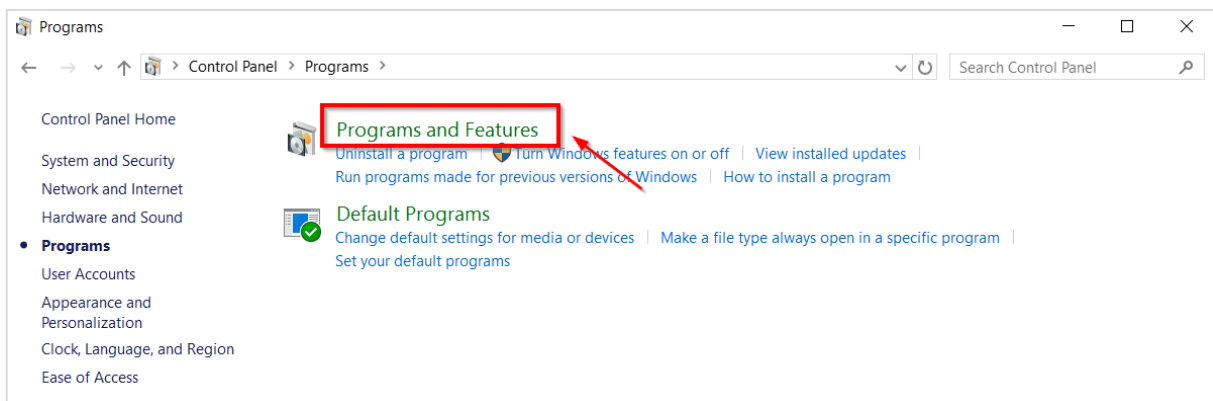 Programs
Control Panel > Programs >
Search Control Panel
Control Panel Home
System and Security
Network and Internet
Hardware and Sound
Programs
User Accounts
Appearance and
Personalization
Clock, Language, and Region
Ease of Access
Programs and Features
Uninstall a program | Turn Windows features on or off | View installed updates |
Run programs made for previous versions of Windows | How to install a program
Default Programs
Change default settings for media or devices | Make a file type always open in a specific program |
Set your default programs